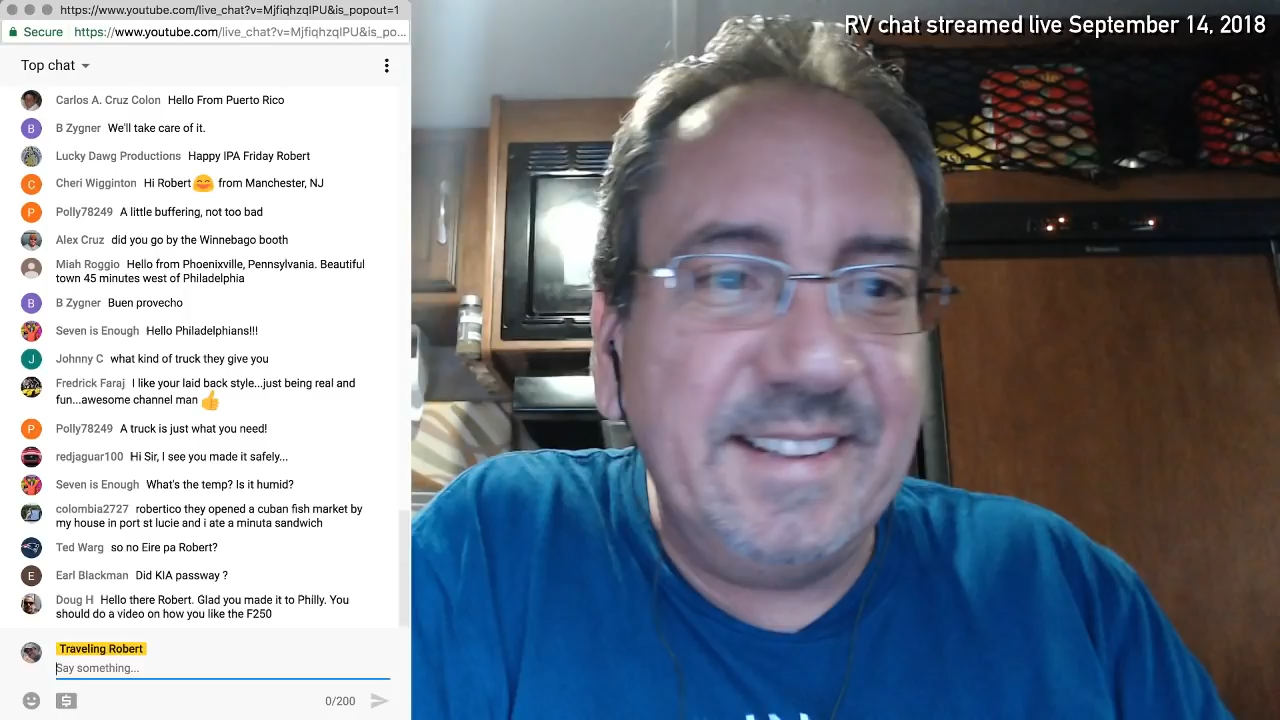 https://www.youtube.com/live_chat?v=MjfiqhzqIPU&is_popout=1
Secure https://www.youtube.com/live_chat?v=MjfiqhzqIPU&is_po...
RV chat streamed live September 14, 2018
Top chat
Carlos A. Cruz Colon Hello From Puerto Rico
B
B Zygner We'll take care of it.
Lucky Dawg Productions Happy IPA Friday Robert
C
Cheri Wigginton Hi Robert 😊 from Manchester, NJ
P
Polly78249 A little buffering, not too bad
Alex Cruz did you go by the Winnebago booth
Miah Roggio Hello from Phoenixville, Pennsylvania. Beautiful
town 45 minutes west of Philadelphia
B
B Zygner Buen provecho
Seven is Enough Hello Philadelphians!!!
J
Johnny C what kind of truck they give you
Fredrick Faraj I like your laid back style...just being real and
fun...awesome channel man 👍
P
Polly78249 A truck is just what you need!
redjaguar100 Hi Sir, I see you made it safely...
Seven is Enough What's the temp? Is it humid?
colombia2727 robertico they opened a cuban fish market by
my house in port st lucie and i ate a minuta sandwich
Ted Warg so no Eire pa Robert?
E
Earl Blackman Did KIA passway ?
Doug H Hello there Robert. Glad you made it to Philly. You
should do a video on how you like the F250
Traveling Robert
Say something...
0/200